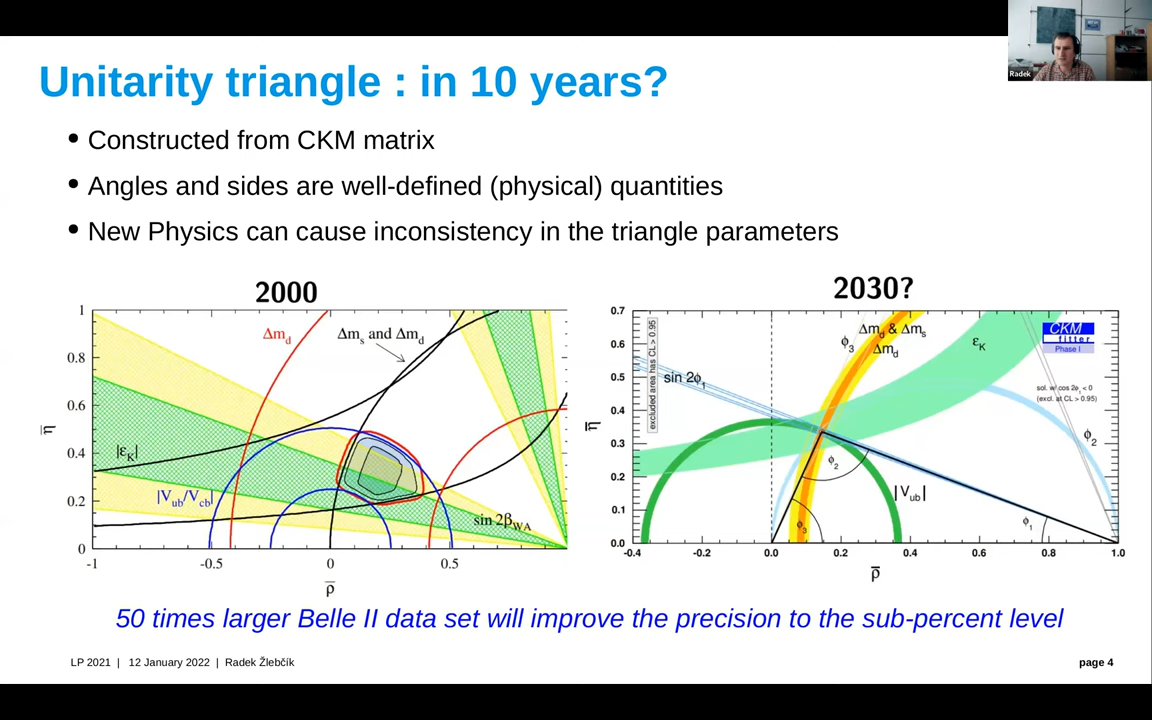 Radek
Unitarity triangle : in 10 years?
• Constructed from CKM matrix
• Angles and sides are well-defined (physical) quantities
• New Physics can cause inconsistency in the triangle parameters
2000
1
0.8
0.6
0.4
0.2
0
-1
-0.5
0
0.5
η̅
ρ̅
Δm_d
Δm_s and Δm_d
|ε_K|
|V_ub/V_cb|
sin 2β_WA
2030?
0.7
0.6
0.5
0.4
0.3
0.2
0.1
0.0
-0.4
-0.2
0.0
0.2
0.4
0.6
0.8
1.0
η̅
ρ̅
excluded area has CL > 0.95
ϕ_3
Δm_d & Δm_s
Δm_d
ε_K
CKM
fitter
Phase I
sin 2ϕ_1
sol. w/ cos 2ϕ_1 < 0
(excl. at CL > 0.95)
ϕ_2
ϕ_2
|V_ub|
ϕ_3
ϕ_1
50 times larger Belle II data set will improve the precision to the sub-percent level
LP 2021 | 12 January 2022 | Radek Žlebčík
page 4